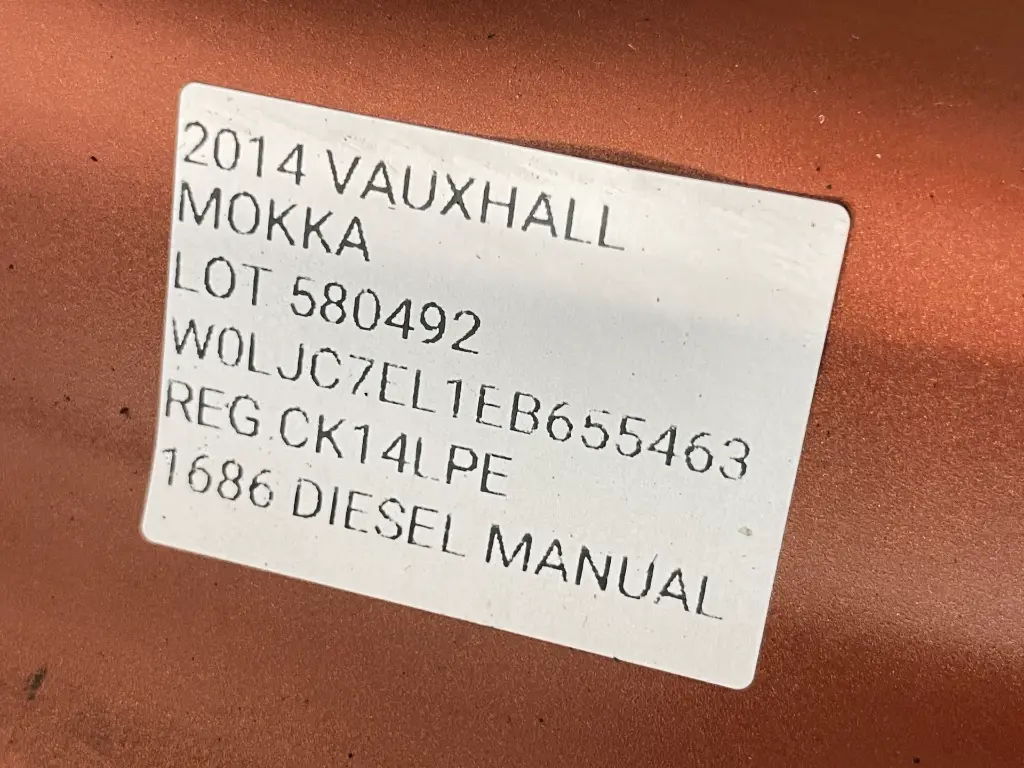 2014 VAUXHALL
MOKKA
LOT 580492
W0LJC7EL1EB655463
REG CK14LPE
1686 DIESEL MANUAL